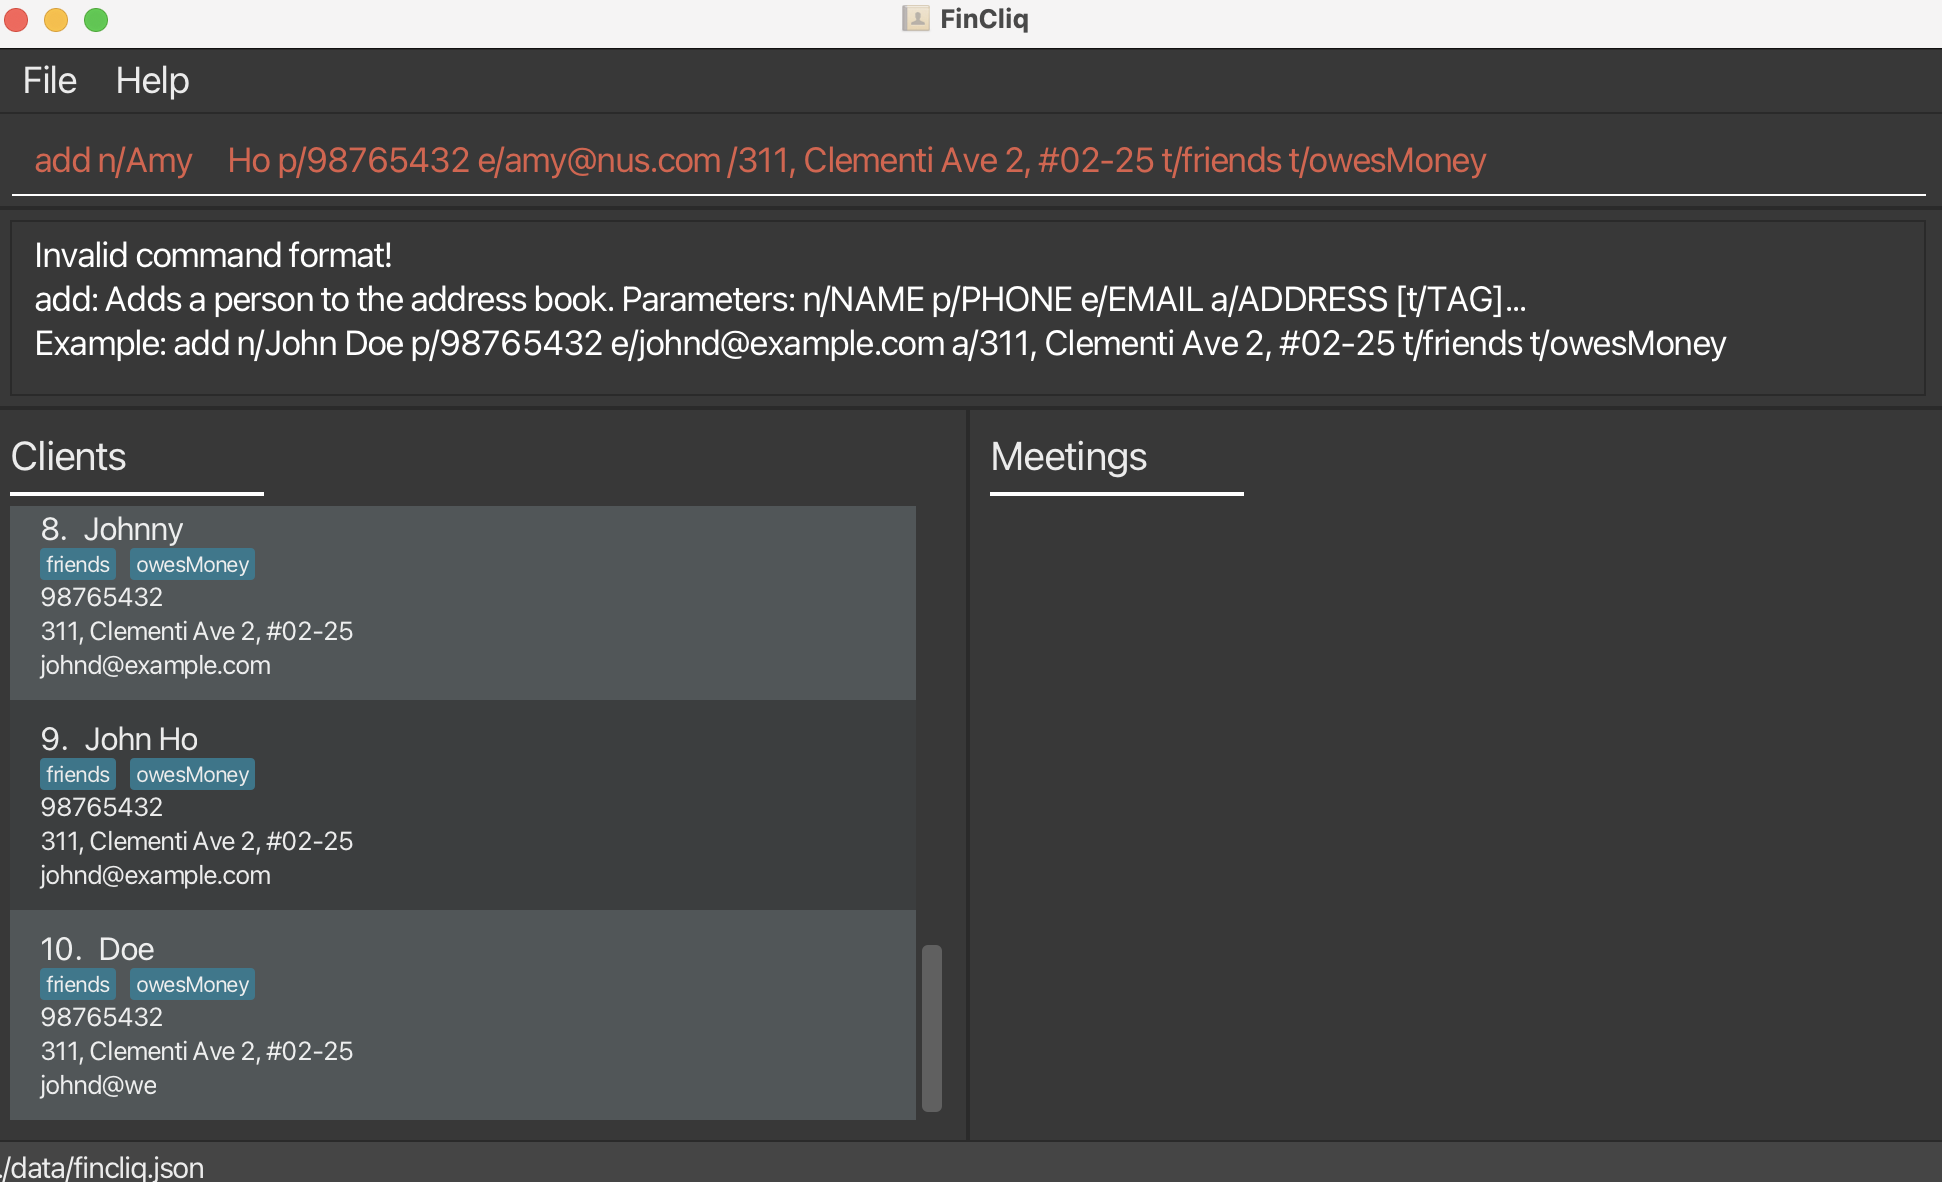 FinCliq
File Help
add n/Amy    Ho p/98765432 e/amy@nus.com /311, Clementi Ave 2, #02-25 t/friends t/owesMoney
Invalid command format!
add: Adds a person to the address book. Parameters: n/NAME p/PHONE e/EMAIL a/ADDRESS [t/TAG]...
Example: add n/John Doe p/98765432 e/johnd@example.com a/311, Clementi Ave 2, #02-25 t/friends t/owesMoney
Clients
8. Johnny
friends owesMoney
98765432
311, Clementi Ave 2, #02-25
johnd@example.com
9. John Ho
friends owesMoney
98765432
311, Clementi Ave 2, #02-25
johnd@example.com
10. Doe
friends owesMoney
98765432
311, Clementi Ave 2, #02-25
johnd@we
Meetings
./data/fincliq.json